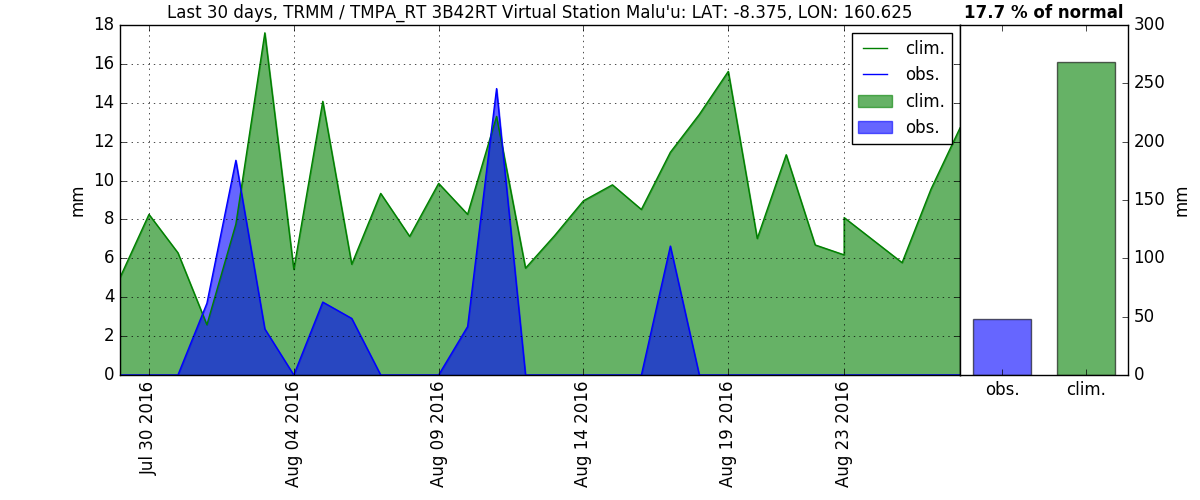 Last 30 days, TRMM / TMPA_RT 3B42RT Virtual Station Malu'u: LAT: -8.375, LON: 160.625
17.7 % of normal
18
16
14
12
10
8
6
4
2
0
mm
clim.
obs.
clim.
obs.
Jul 30 2016
Aug 04 2016
Aug 09 2016
Aug 14 2016
Aug 19 2016
Aug 23 2016
300
250
200
150
100
50
0
mm
obs.
clim.